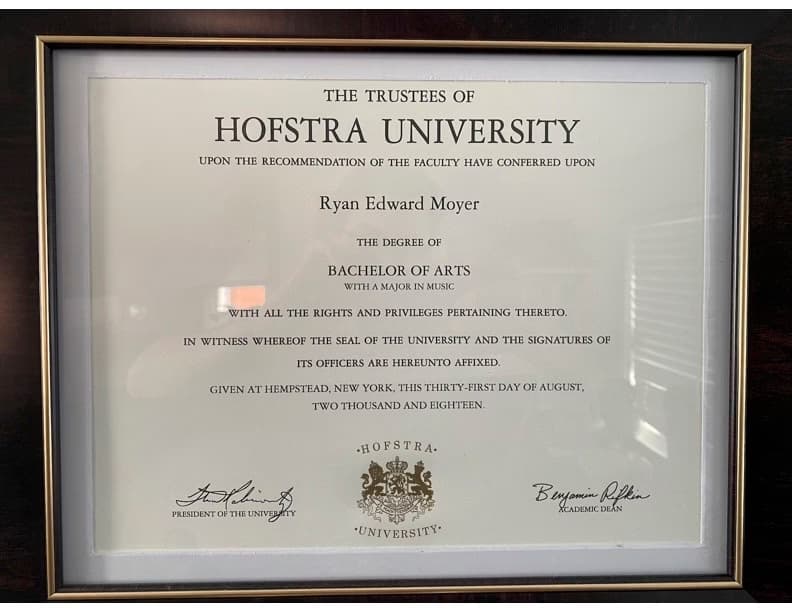 THE TRUSTEES OF
HOFSTRA UNIVERSITY
UPON THE RECOMMENDATION OF THE FACULTY HAVE CONFERRED UPON
Ryan Edward Moyer
THE DEGREE OF
BACHELOR OF ARTS
WITH A MAJOR IN MUSIC
WITH ALL THE RIGHTS AND PRIVILEGES PERTAINING THERETO.
IN WITNESS WHEREOF THE SEAL OF THE UNIVERSITY AND THE SIGNATURES OF
ITS OFFICERS ARE HEREUNTO AFFIXED.
GIVEN AT HEMPSTEAD, NEW YORK, THIS THIRTY-FIRST DAY OF AUGUST,
TWO THOUSAND AND EIGHTEEN.
·HOFSTRA·
·UNIVERSITY·
PRESIDENT OF THE UNIVERSITY
Benjamin Rifkin
ACADEMIC DEAN